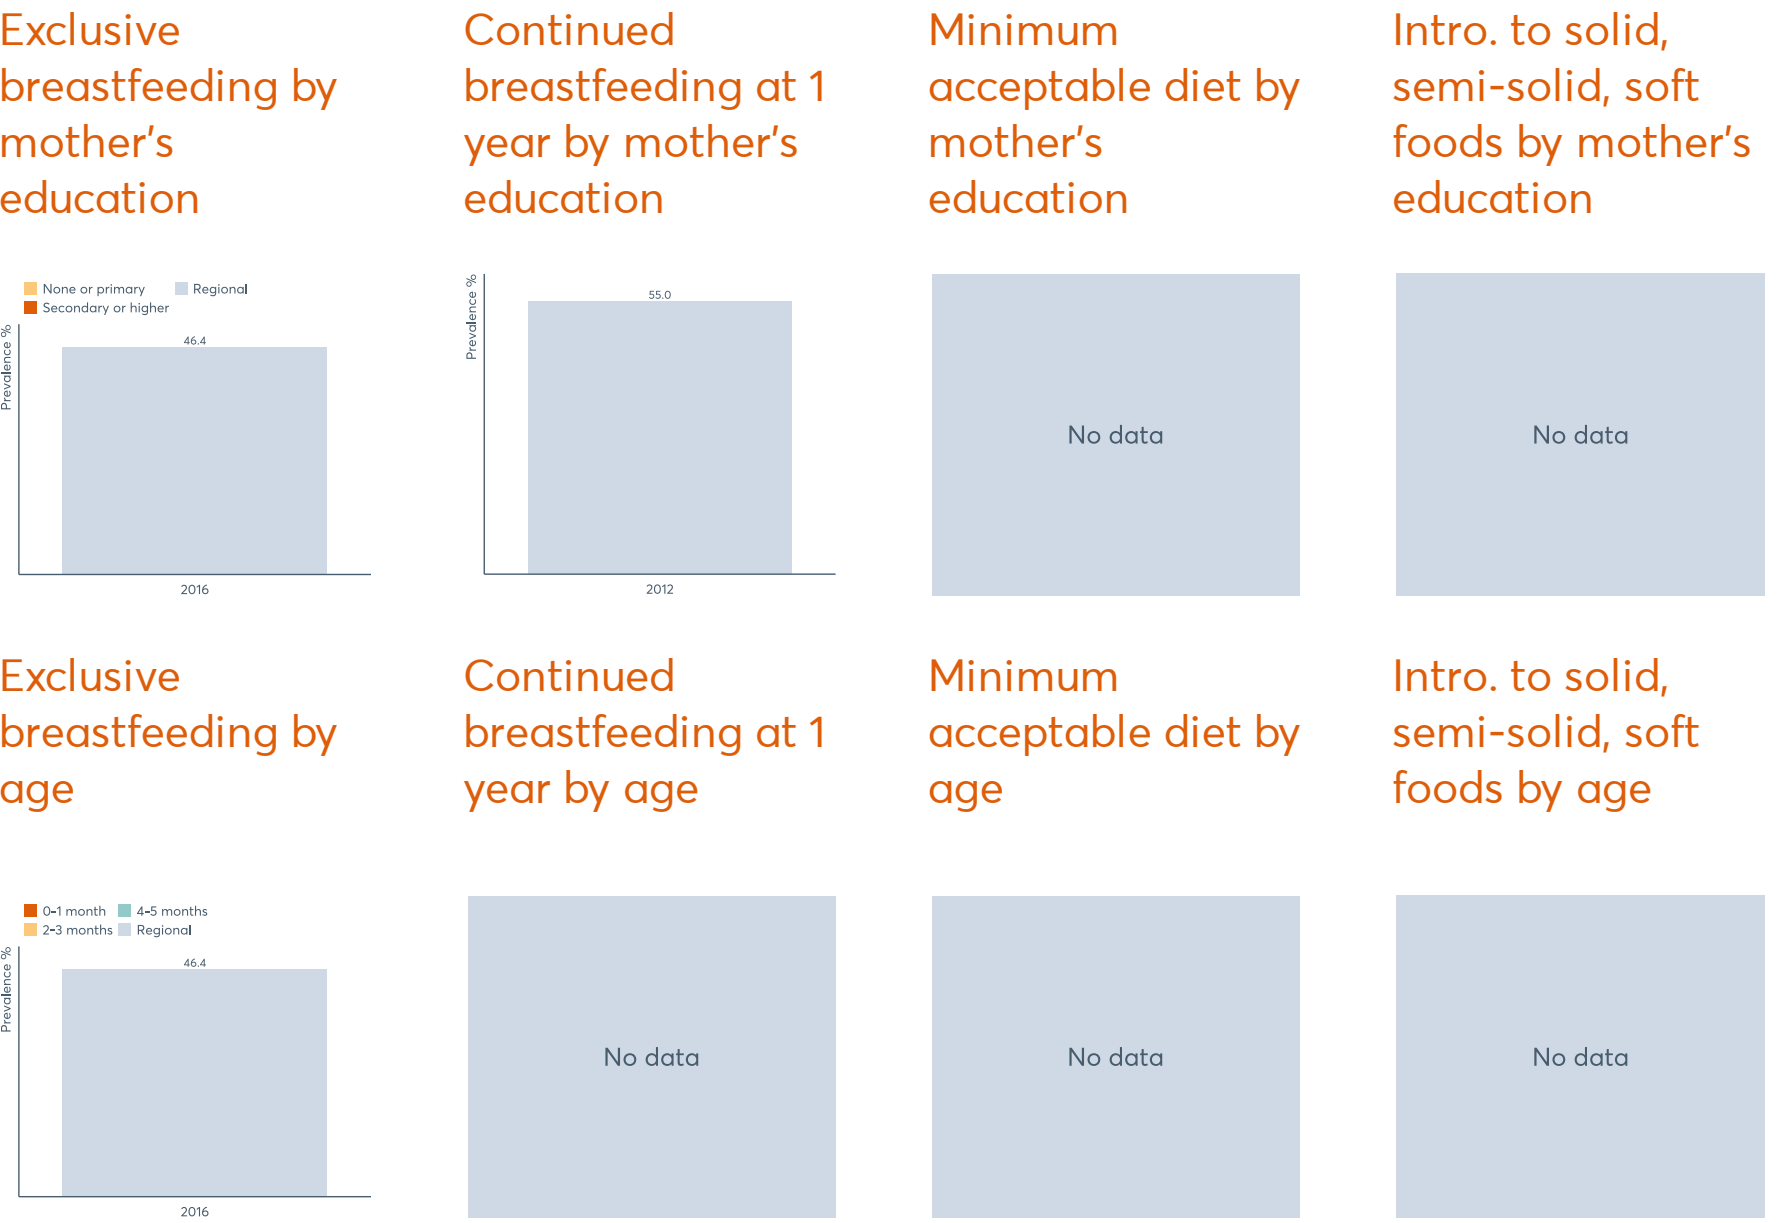 Exclusive
breastfeeding by
mother's
education
Continued
breastfeeding at 1
year by mother's
education
Minimum
acceptable diet by
mother's
education
Intro. to solid,
semi-solid, soft
foods by mother's
education
None or primary
Regional
Secondary or higher
Prevalence %
46.4
2016
Prevalence %
55.0
2012
No data
No data
Exclusive
breastfeeding by
age
Continued
breastfeeding at 1
year by age
Minimum
acceptable diet by
age
Intro. to solid,
semi-solid, soft
foods by age
0-1 month
4-5 months
2-3 months
Regional
Prevalence %
46.4
2016
No data
No data
No data